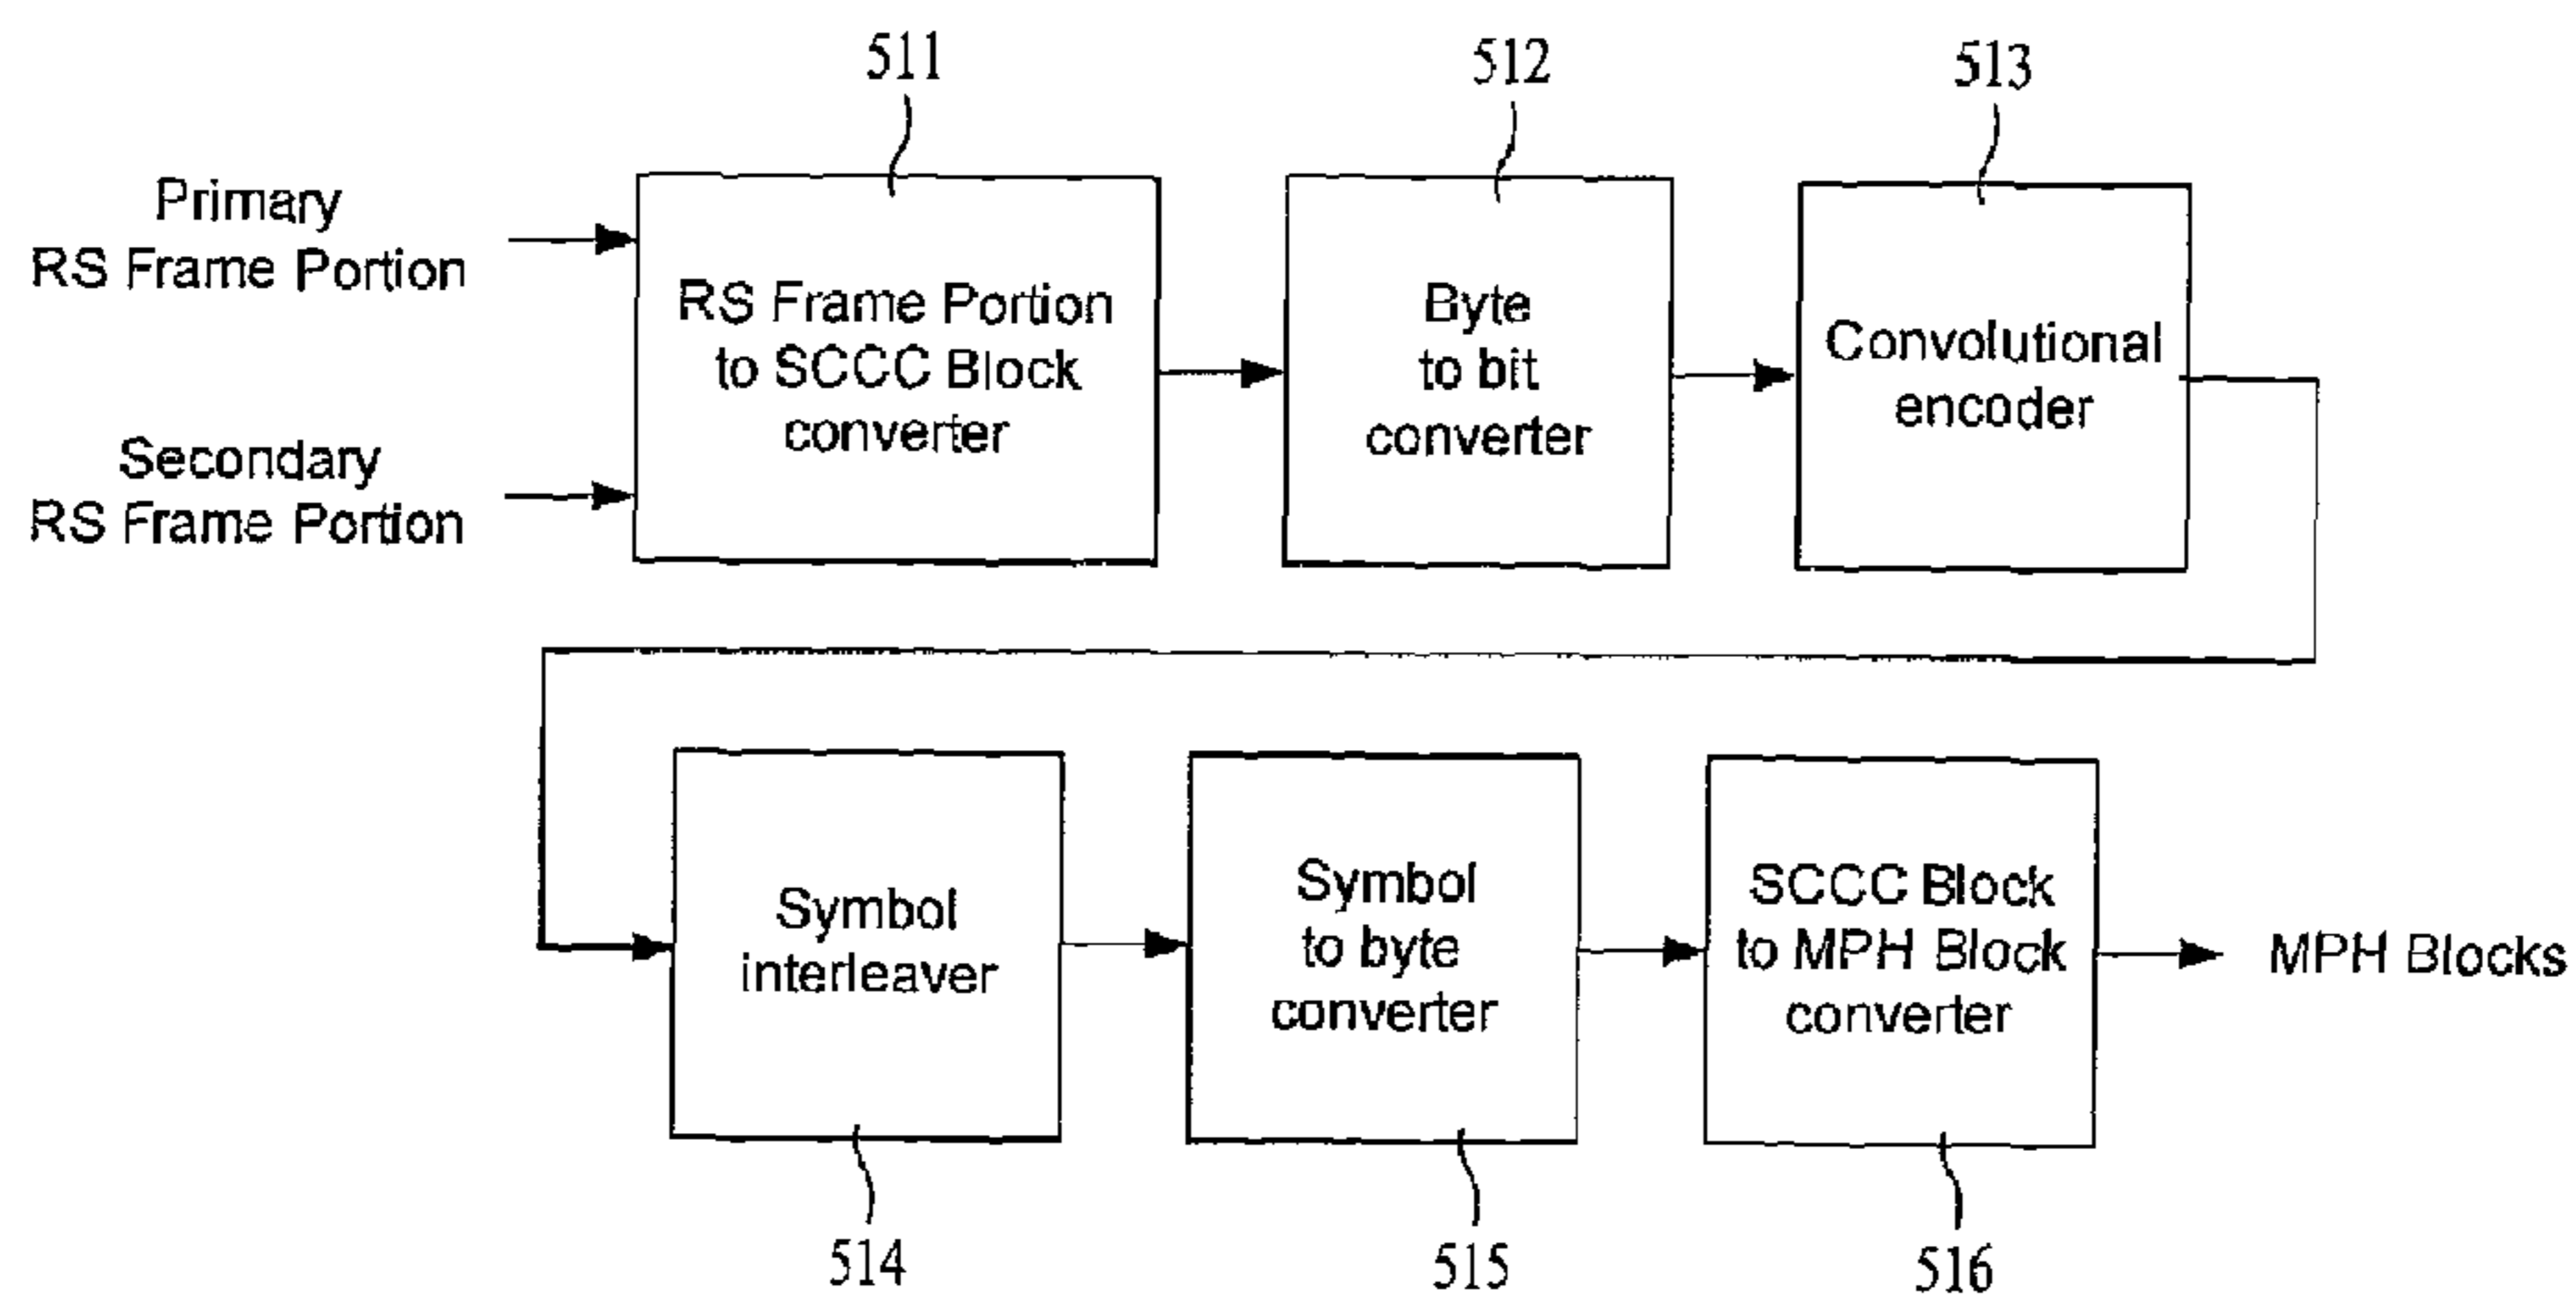 511
512
513
Primary
RS Frame Portion
Secondary
RS Frame Portion
RS Frame Portion
to SCCC Block
converter
Byte
to bit
converter
Convolutional
encoder
Symbol
interleaver
Symbol
to byte
converter
SCCC Block
to MPH Block
converter
MPH Blocks
514
515
516